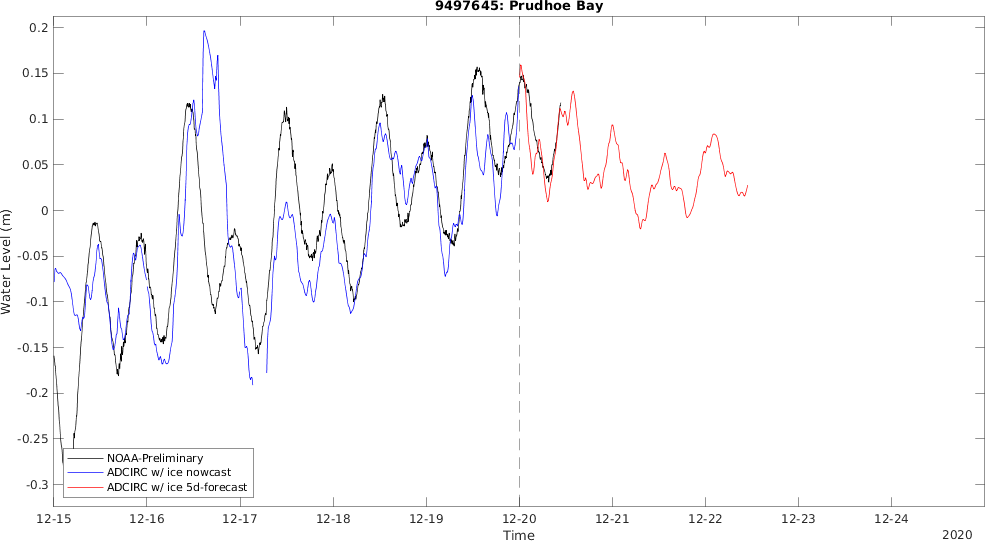 9497645: Prudhoe Bay
0.2
0.15
0.1
0.05
0
-0.05
-0.1
-0.15
-0.2
-0.25
-0.3
Water Level (m)
NOAA-Preliminary
ADCIRC w/ ice nowcast
ADCIRC w/ ice 5d-forecast
12-15 12-16 12-17 12-18 12-19 12-20 12-21 12-22 12-23 12-24
Time
2020